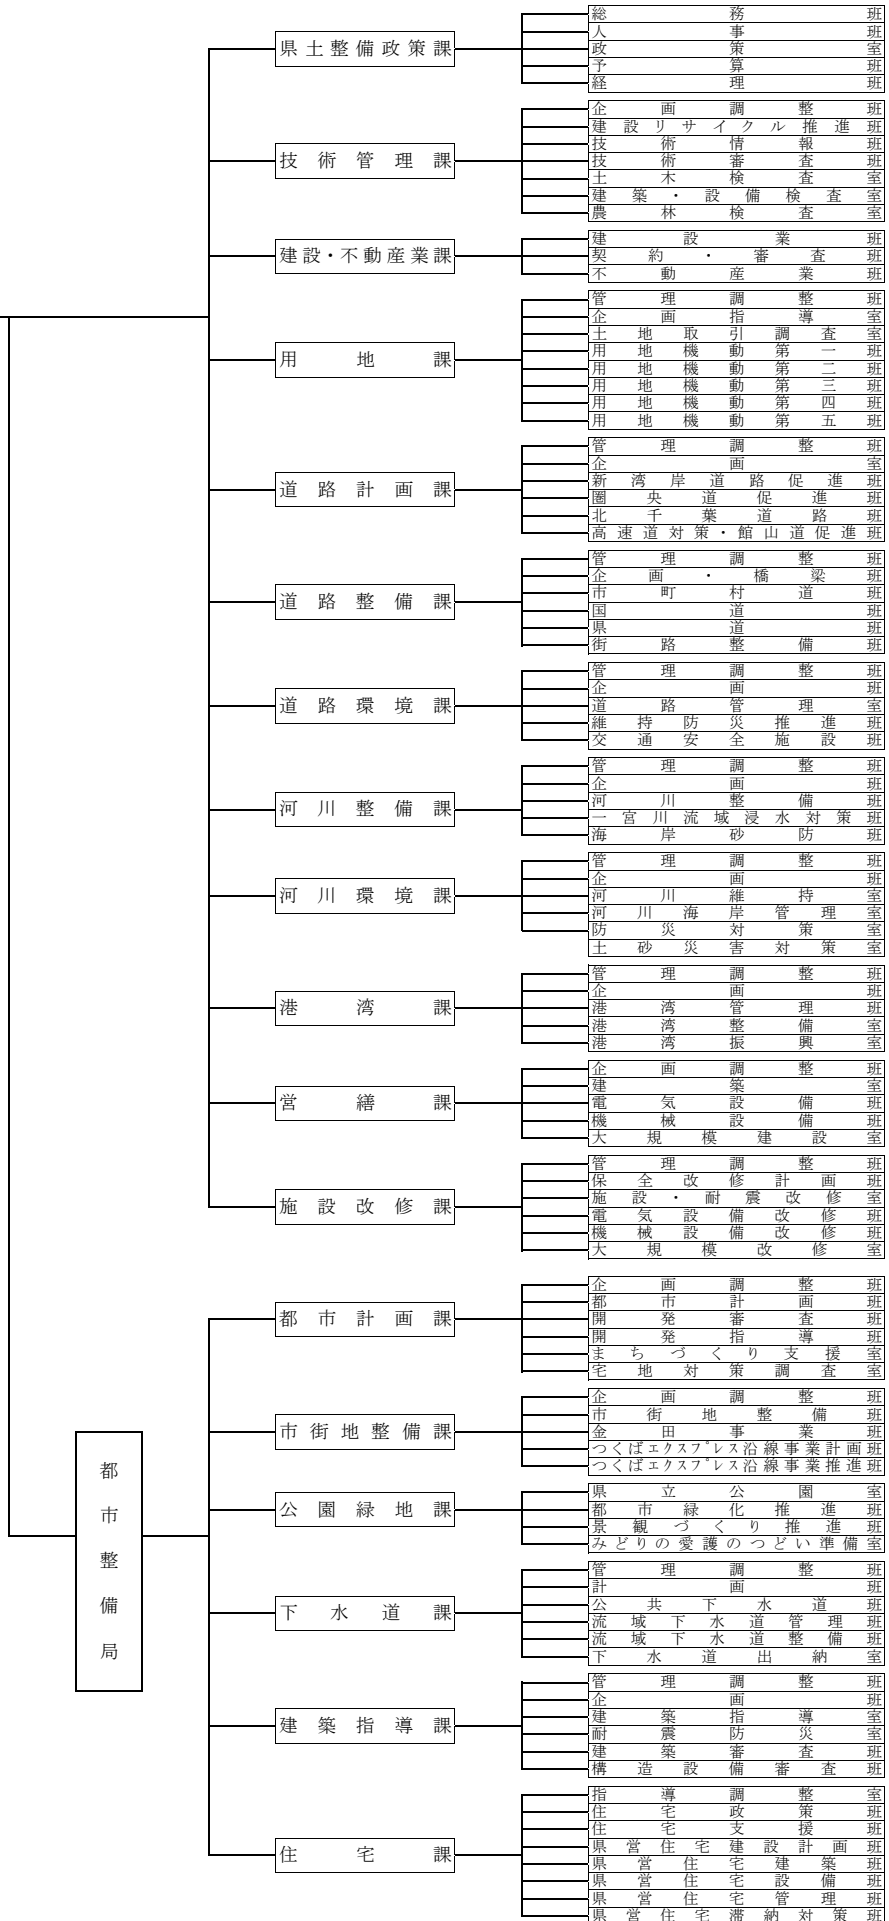 県土整備政策課
総務班
人事班
政策室
予算班
経理班
技術管理課
企画調整班
建設リサイクル推進班
技術情報班
技術審査班
土木検査室
建築・設備検査室
農林検査室
建設・不動産業課
建設業班
契約・審査班
不動産業班
用地課
管理調整班
企画指導室
土地取引調査室
用地機動第一班
用地機動第二班
用地機動第三班
用地機動第四班
用地機動第五班
道路計画課
管理調整班
企画室
新湾岸道路促進班
圏央道促進班
北千葉道路班
高速道対策・館山道促進班
道路整備課
管理調整班
企画・橋梁班
市町村道班
国道班
県道班
街路整備班
道路環境課
管理調整班
企画班
道路管理室
維持防災推進班
交通安全施設班
河川整備課
管理調整班
企画班
河川整備班
一宮川流域浸水対策班
海岸砂防班
河川環境課
管理調整班
企画班
河川維持室
河川海岸管理室
防災対策室
土砂災害対策室
港湾課
管理調整班
企画班
港湾管理班
港湾整備室
港湾振興室
営繕課
企画調整班
建築室
電気設備班
機械設備班
大規模建設室
施設改修課
管理調整班
保全改修計画班
施設・耐震改修室
電気設備改修班
機械設備改修班
大規模改修室
都市整備局
都市計画課
企画調整班
都市計画班
開発審査班
開発指導班
まちづくり支援室
宅地対策調査室
市街地整備課
企画調整班
市街地整備班
金田事業班
つくばエクスプレス沿線事業計画班
つくばエクスプレス沿線事業推進班
公園緑地課
県立公園室
都市緑化推進班
景観づくり推進班
みどりの愛護のつどい準備室
下水道課
管理調整班
計画班
公共下水道班
流域下水道管理班
流域下水道整備班
下水道出納室
建築指導課
管理調整班
企画班
建築指導室
耐震防災室
建築審査班
構造設備審査班
住宅課
指導調整室
住宅政策班
住宅支援班
県営住宅建設計画班
県営住宅建築班
県営住宅設備班
県営住宅管理班
県営住宅滞納対策班